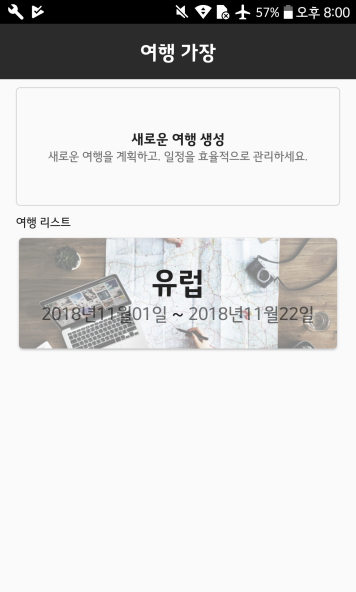 57% 오후 8:00
여행 가장
새로운 여행 생성
새로운 여행을 계획하고. 일정을 효율적으로 관리하세요.
여행 리스트
유럽
2018년11월01일 ~ 2018년11월22일